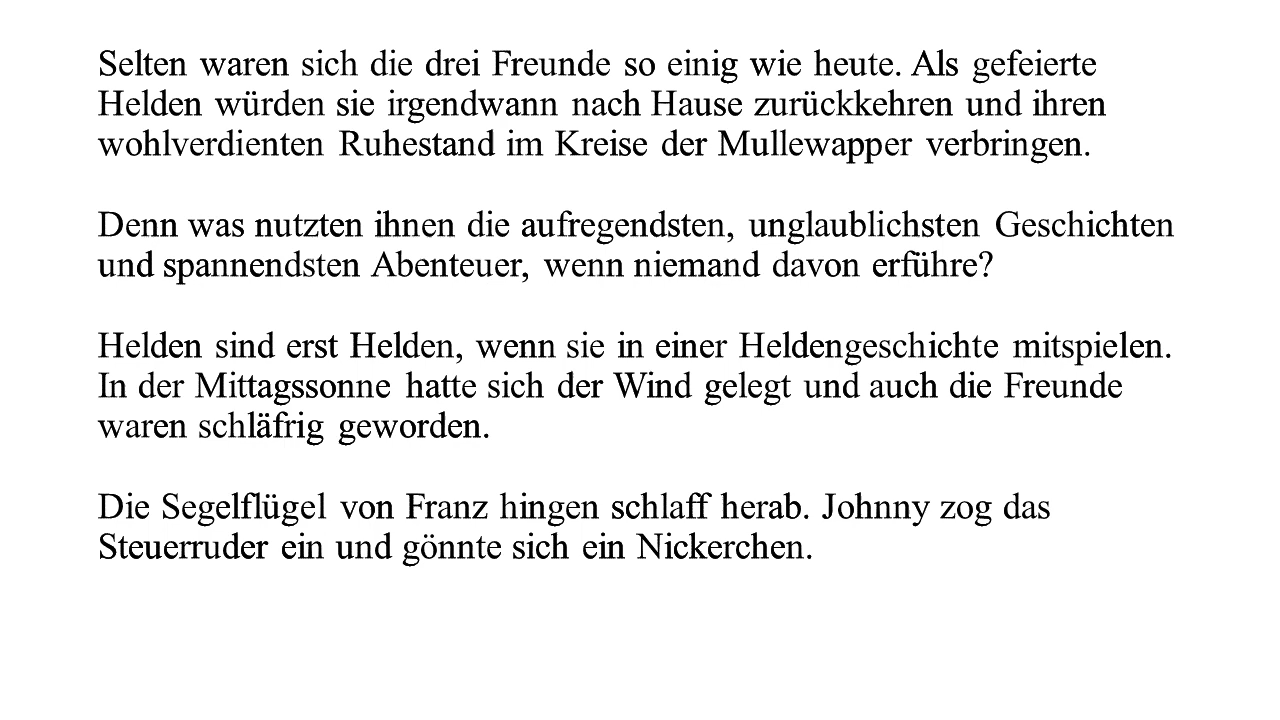 Selten waren sich die drei Freunde so einig wie heute. Als gefeierte
Helden würden sie irgendwann nach Hause zurückkehren und ihren
wohlverdienten Ruhestand im Kreise der Mullewapper verbringen.
Denn was nutzten ihnen die aufregendsten, unglaublichsten Geschichten
und spannendsten Abenteuer, wenn niemand davon erführe?
Helden sind erst Helden, wenn sie in einer Heldengeschichte mitspielen.
In der Mittagssonne hatte sich der Wind gelegt und auch die Freunde
waren schläfrig geworden.
Die Segelflügel von Franz hingen schlaff herab. Johnny zog das
Steuerruder ein und gönnte sich ein Nickerchen.